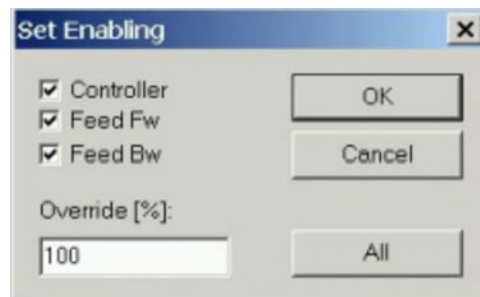 Set Enabling
Controller
Feed Fw
Feed Bw
OK
Cancel
Override [%]:
100
All